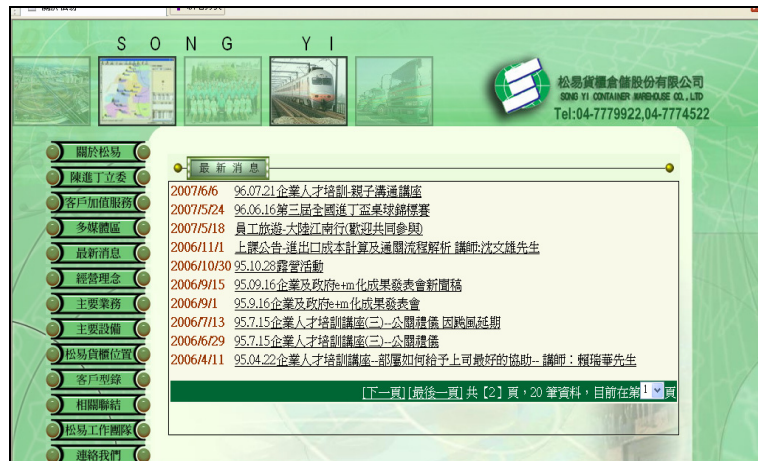 SONG YI
松易貨櫃倉儲股份有限公司
SONG YI CONTAINER WAREHOUSE CO., LTD
Tel:04-7779922,04-7774522
關於松易
陳進丁立委
客戶加值服務
多媒體區
最新消息
經營理念
主要業務
主要設備
松易貨櫃位置
客戶型錄
相關聯結
松易工作團隊
連絡我們
最新消息
2007/6/6 96.07.21企業人才培訓-親子溝通講座
2007/5/24 96.06.16第三屆全國進丁盃桌球錦標賽
2007/5/18 員工旅游-大陸江南行(歡迎共同參與)
2006/11/1 上課公告-進出口成本計算及通關流程解析 講師:沈文雄先生
2006/10/30 95.10.28露營活動
2006/9/15 95.09.16企業及政府e+m化成果發表會新聞稿
2006/9/1 95.9.16企業及政府e+m化成果發表會
2006/7/13 95.7.15企業人才培訓講座(三)--公關禮儀 因颱風延期
2006/6/29 95.7.15企業人才培訓講座(三)--公關禮儀
2006/4/11 95.04.22企業人才培訓講座--部屬如何給予上司最好的協助-- 講師：賴瑞華先生
[下一頁] [最後一頁] 共【2】頁，20 筆資料，目前在第 1 頁